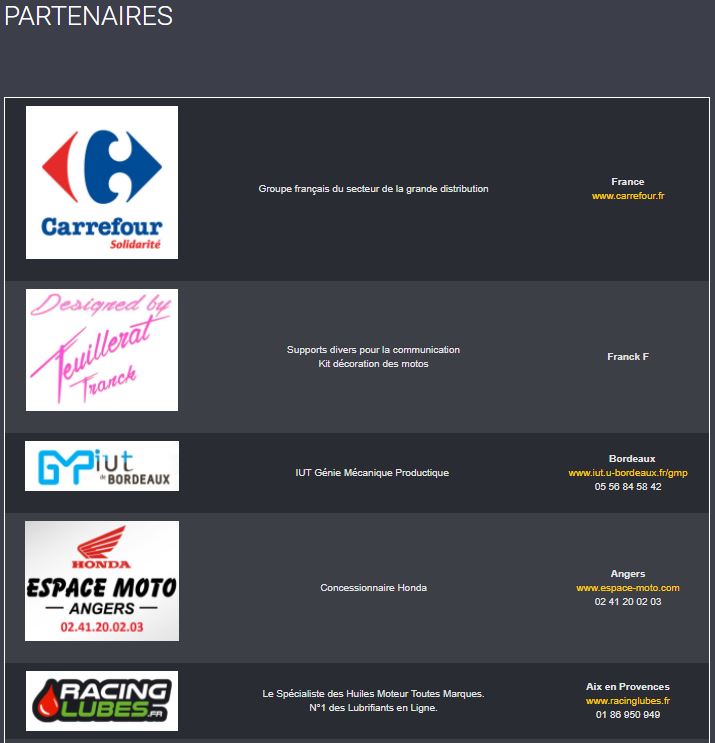 PARTENAIRES
Carrefour
Solidarité
Groupe français du secteur de la grande distribution
France
www.carrefour.fr
Designed by
Feuillerat
Franck
Supports divers pour la communication
Kit décoration des motos
Franck F
GMP iut
de BORDEAUX
IUT Génie Mécanique Productique
Bordeaux
www.iut.u-bordeaux.fr/gmp
05 56 84 58 42
HONDA
ESPACE MOTO
ANGERS
02.41.20.02.03
Concessionnaire Honda
Angers
www.espace-moto.com
02 41 20 02 03
RACING
LUBES.FR
Le Spécialiste des Huiles Moteur Toutes Marques.
N°1 des Lubrifiants en Ligne.
Aix en Provences
www.racinglubes.fr
01 86 950 949